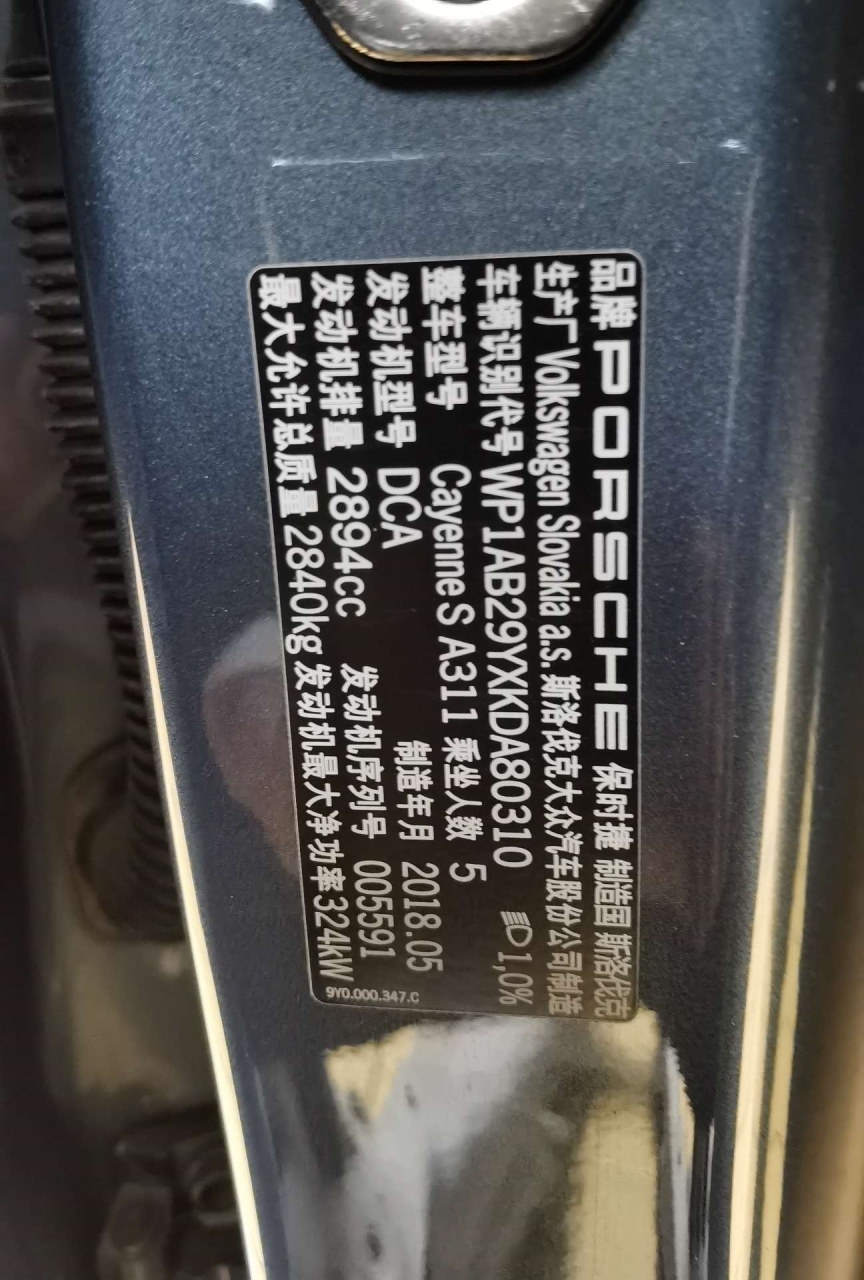 品牌 PORSCHE 保时捷 制造国 斯洛伐克
生产厂 Volkswagen Slovakia a.s. 斯洛伐克大众汽车股份公司制造
车辆识别代号 WP1AB29YXKDA80310 1,0%
整车型号 Cayenne S A311 乘坐人数 5
发动机型号 DCA 制造年月 2018.05
发动机排量 2894cc 发动机序列号 005591
最大允许总质量 2840kg 发动机最大净功率 324kW
9Y0.000.347.C